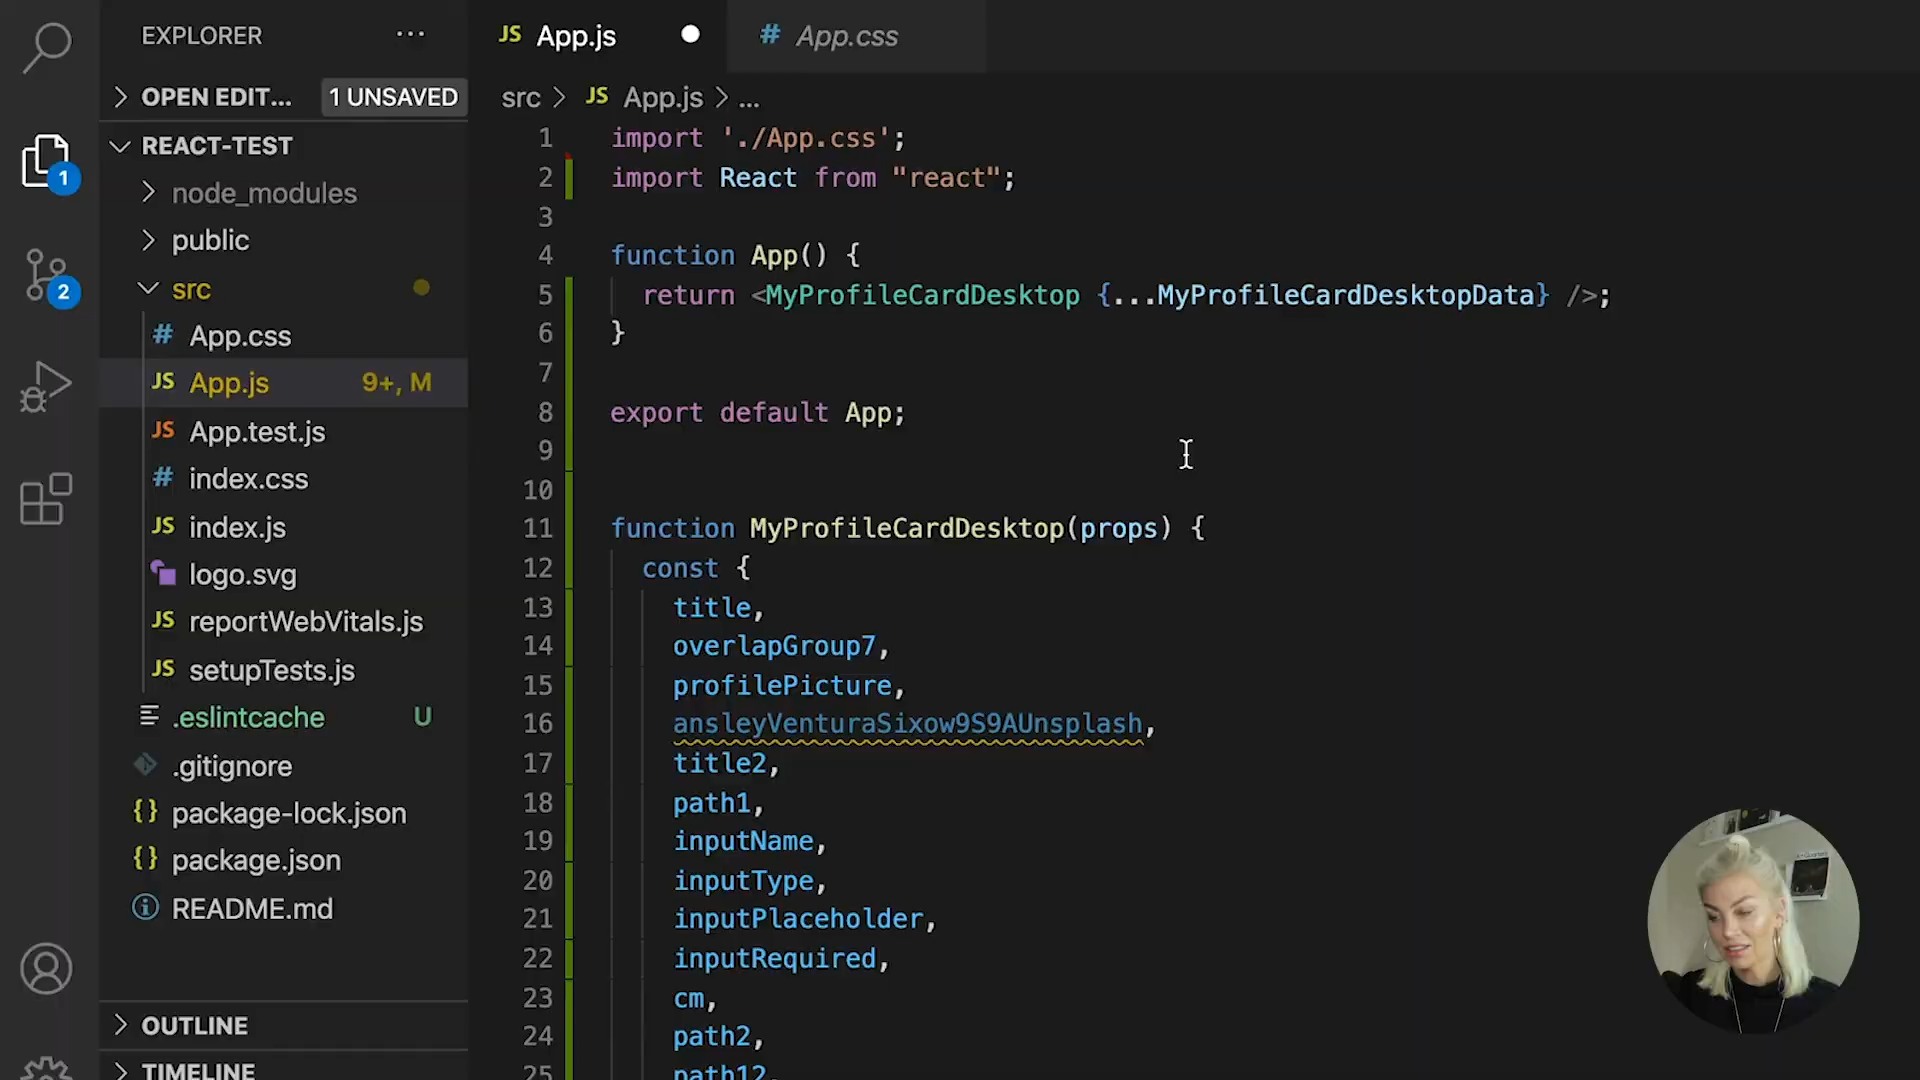 EXPLORER ...
OPEN EDIT... 1 UNSAVED
REACT-TEST
node_modules
public
src
# App.css
JS App.js 9+, M
JS App.test.js
# index.css
JS index.js
logo.svg
JS reportWebVitals.js
JS setupTests.js
.eslintcache U
.gitignore
{} package-lock.json
{} package.json
README.md
OUTLINE
TIMELINE
1
2
JS App.js
# App.css
src > JS App.js > ...
1 import './App.css';
2 import React from "react";
3
4 function App() {
5 return <MyProfileCardDesktop {...MyProfileCardDesktopData} />;
6 }
7
8 export default App;
9
10
11 function MyProfileCardDesktop(props) {
12 const {
13 title,
14 overlapGroup7,
15 profilePicture,
16 ansleyVenturaSixow9S9AUnsplash,
17 title2,
18 path1,
19 inputName,
20 inputType,
21 inputPlaceholder,
22 inputRequired,
23 cm,
24 path2,
25 path12,